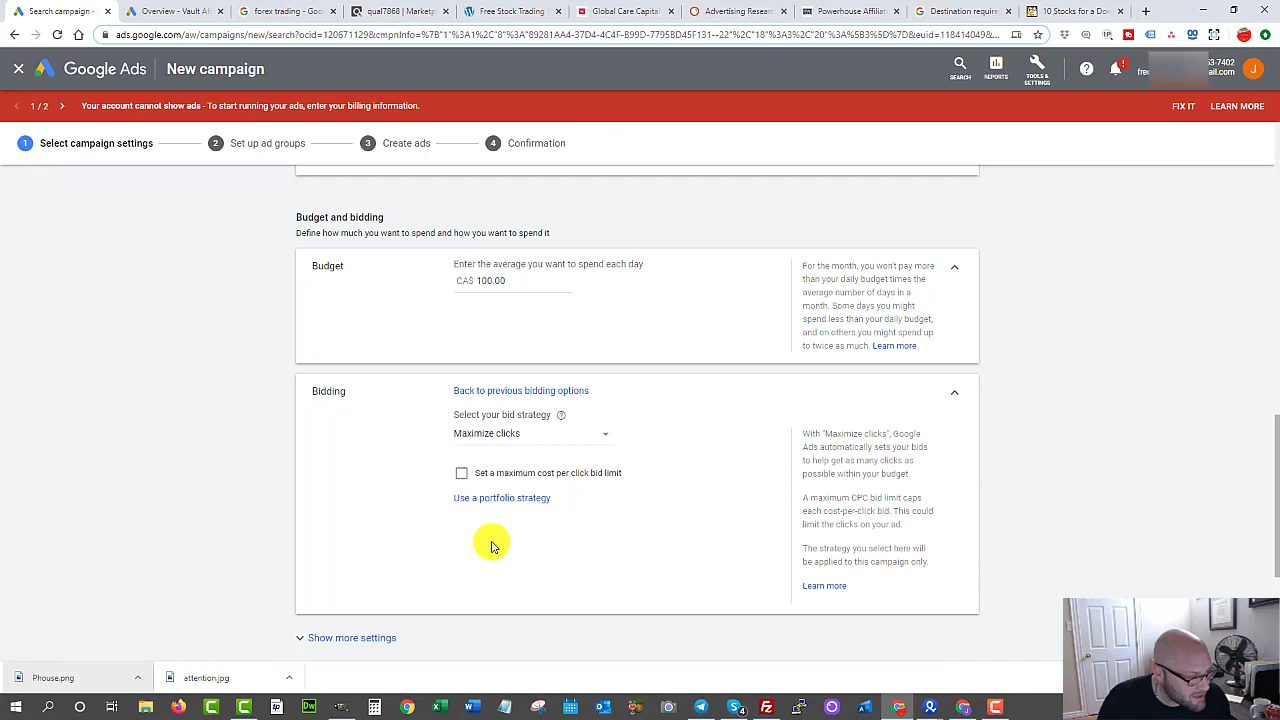 Search campaign -
Overview - Vault Af
forex trading - Goo
qual7868 | Marketp
Free Stock Trading
Global Care Capital
Advertising Resear
Powerhouse Affiliat
Destination require
10 Stocks for a Dov
Google Ads
New campaign
SEARCH
REPORTS
TOOLS & SETTINGS
53-7402
ail.com
J
1 / 2
Your account cannot show ads - To start running your ads, enter your billing information.
FIX IT
LEARN MORE
1 Select campaign settings
2 Set up ad groups
3 Create ads
4 Confirmation
Budget and bidding
Define how much you want to spend and how you want to spend it
Budget
Enter the average you want to spend each day
CA$ 100.00
For the month, you won't pay more
than your daily budget times the
average number of days in a
month. Some days you might
spend less than your daily budget,
and on others you might spend up
to twice as much. Learn more
Bidding
Back to previous bidding options
Select your bid strategy
Maximize clicks
Set a maximum cost per click bid limit
Use a portfolio strategy
With "Maximize clicks", Google
Ads automatically sets your bids
to help get as many clicks as
possible within your budget
A maximum CPC bid limit caps
each cost-per-click bid. This could
limit the clicks on your ad.
The strategy you select here will
be applied to this campaign only.
Learn more
Show more settings
Phouse.png
attention.jpg